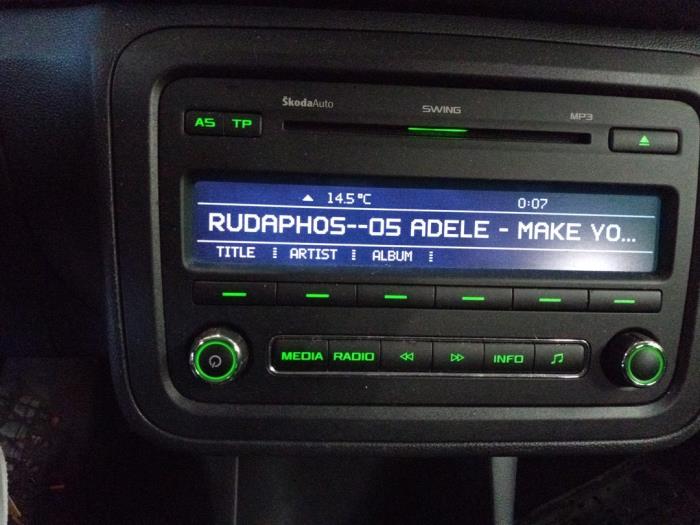 ŠkodaAuto
SWING
MP3
AS TP
14.5°C 0:07
RUDAPHOS--05 ADELE - MAKE YO...
TITLE ARTIST ALBUM
MEDIA RADIO INFO